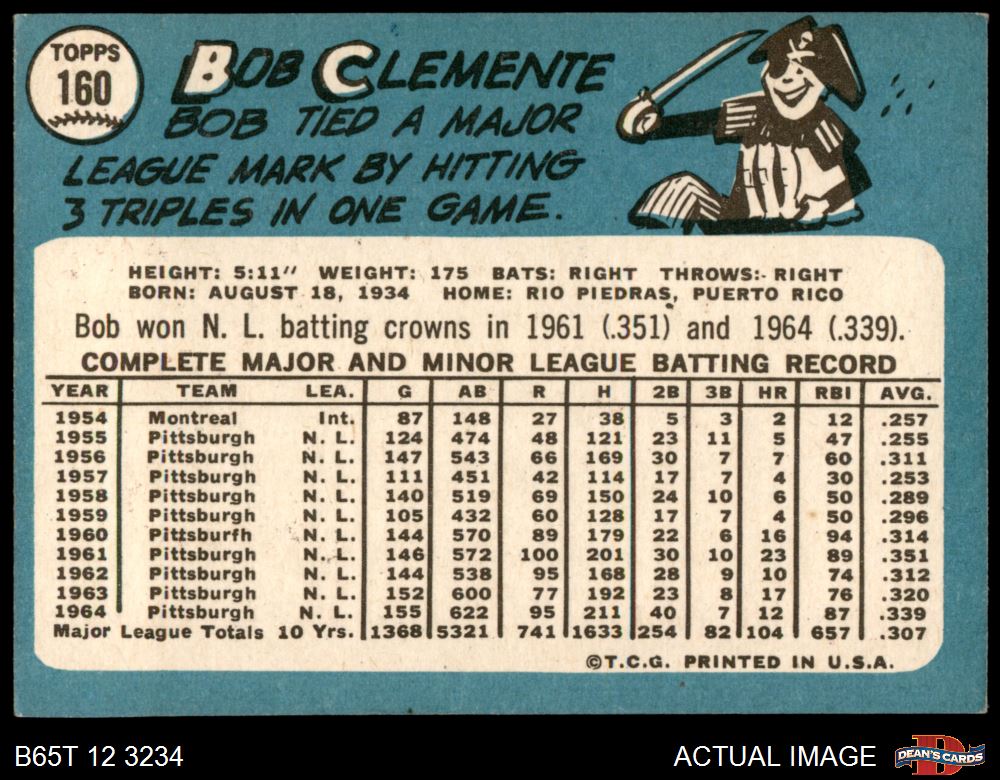 TOPPS
160
BOB CLEMENTE
BOB TIED A MAJOR
LEAGUE MARK BY HITTING
3 TRIPLES IN ONE GAME.
HEIGHT: 5:11" WEIGHT: 175 BATS: RIGHT THROWS:- RIGHT
BORN: AUGUST 18, 1934 HOME: RIO PIEDRAS, PUERTO RICO
Bob won N. L. batting crowns in 1961 (.351) and 1964 (.339).
COMPLETE MAJOR AND MINOR LEAGUE BATTING RECORD
YEAR TEAM LEA. G AB R H 2B 3B HR RBI AVG.
1954 Montreal Int. 87 148 27 38 5 3 2 12 .257
1955 Pittsburgh N. L. 124 474 48 121 23 11 5 47 .255
1956 Pittsburgh N. L. 147 543 66 169 30 7 7 60 .311
1957 Pittsburgh N. L. 111 451 42 114 17 7 4 30 .253
1958 Pittsburgh N. L. 140 519 69 150 24 10 6 50 .289
1959 Pittsburgh N. L. 105 432 60 128 17 7 4 50 .296
1960 Pittsburfh N. L. 144 570 89 179 22 6 16 94 .314
1961 Pittsburgh N. L. 146 572 100 201 30 10 23 89 .351
1962 Pittsburgh N. L. 144 538 95 168 28 9 10 74 .312
1963 Pittsburgh N. L. 152 600 77 192 23 8 17 76 .320
1964 Pittsburgh N. L. 155 622 95 211 40 7 12 87 .339
Major League Totals 10 Yrs. 1368 5321 741 1633 254 82 104 657 .307
©T.C.G. PRINTED IN U.S.A.
B65T 12 3234 ACTUAL IMAGE DEAN'S CARDS